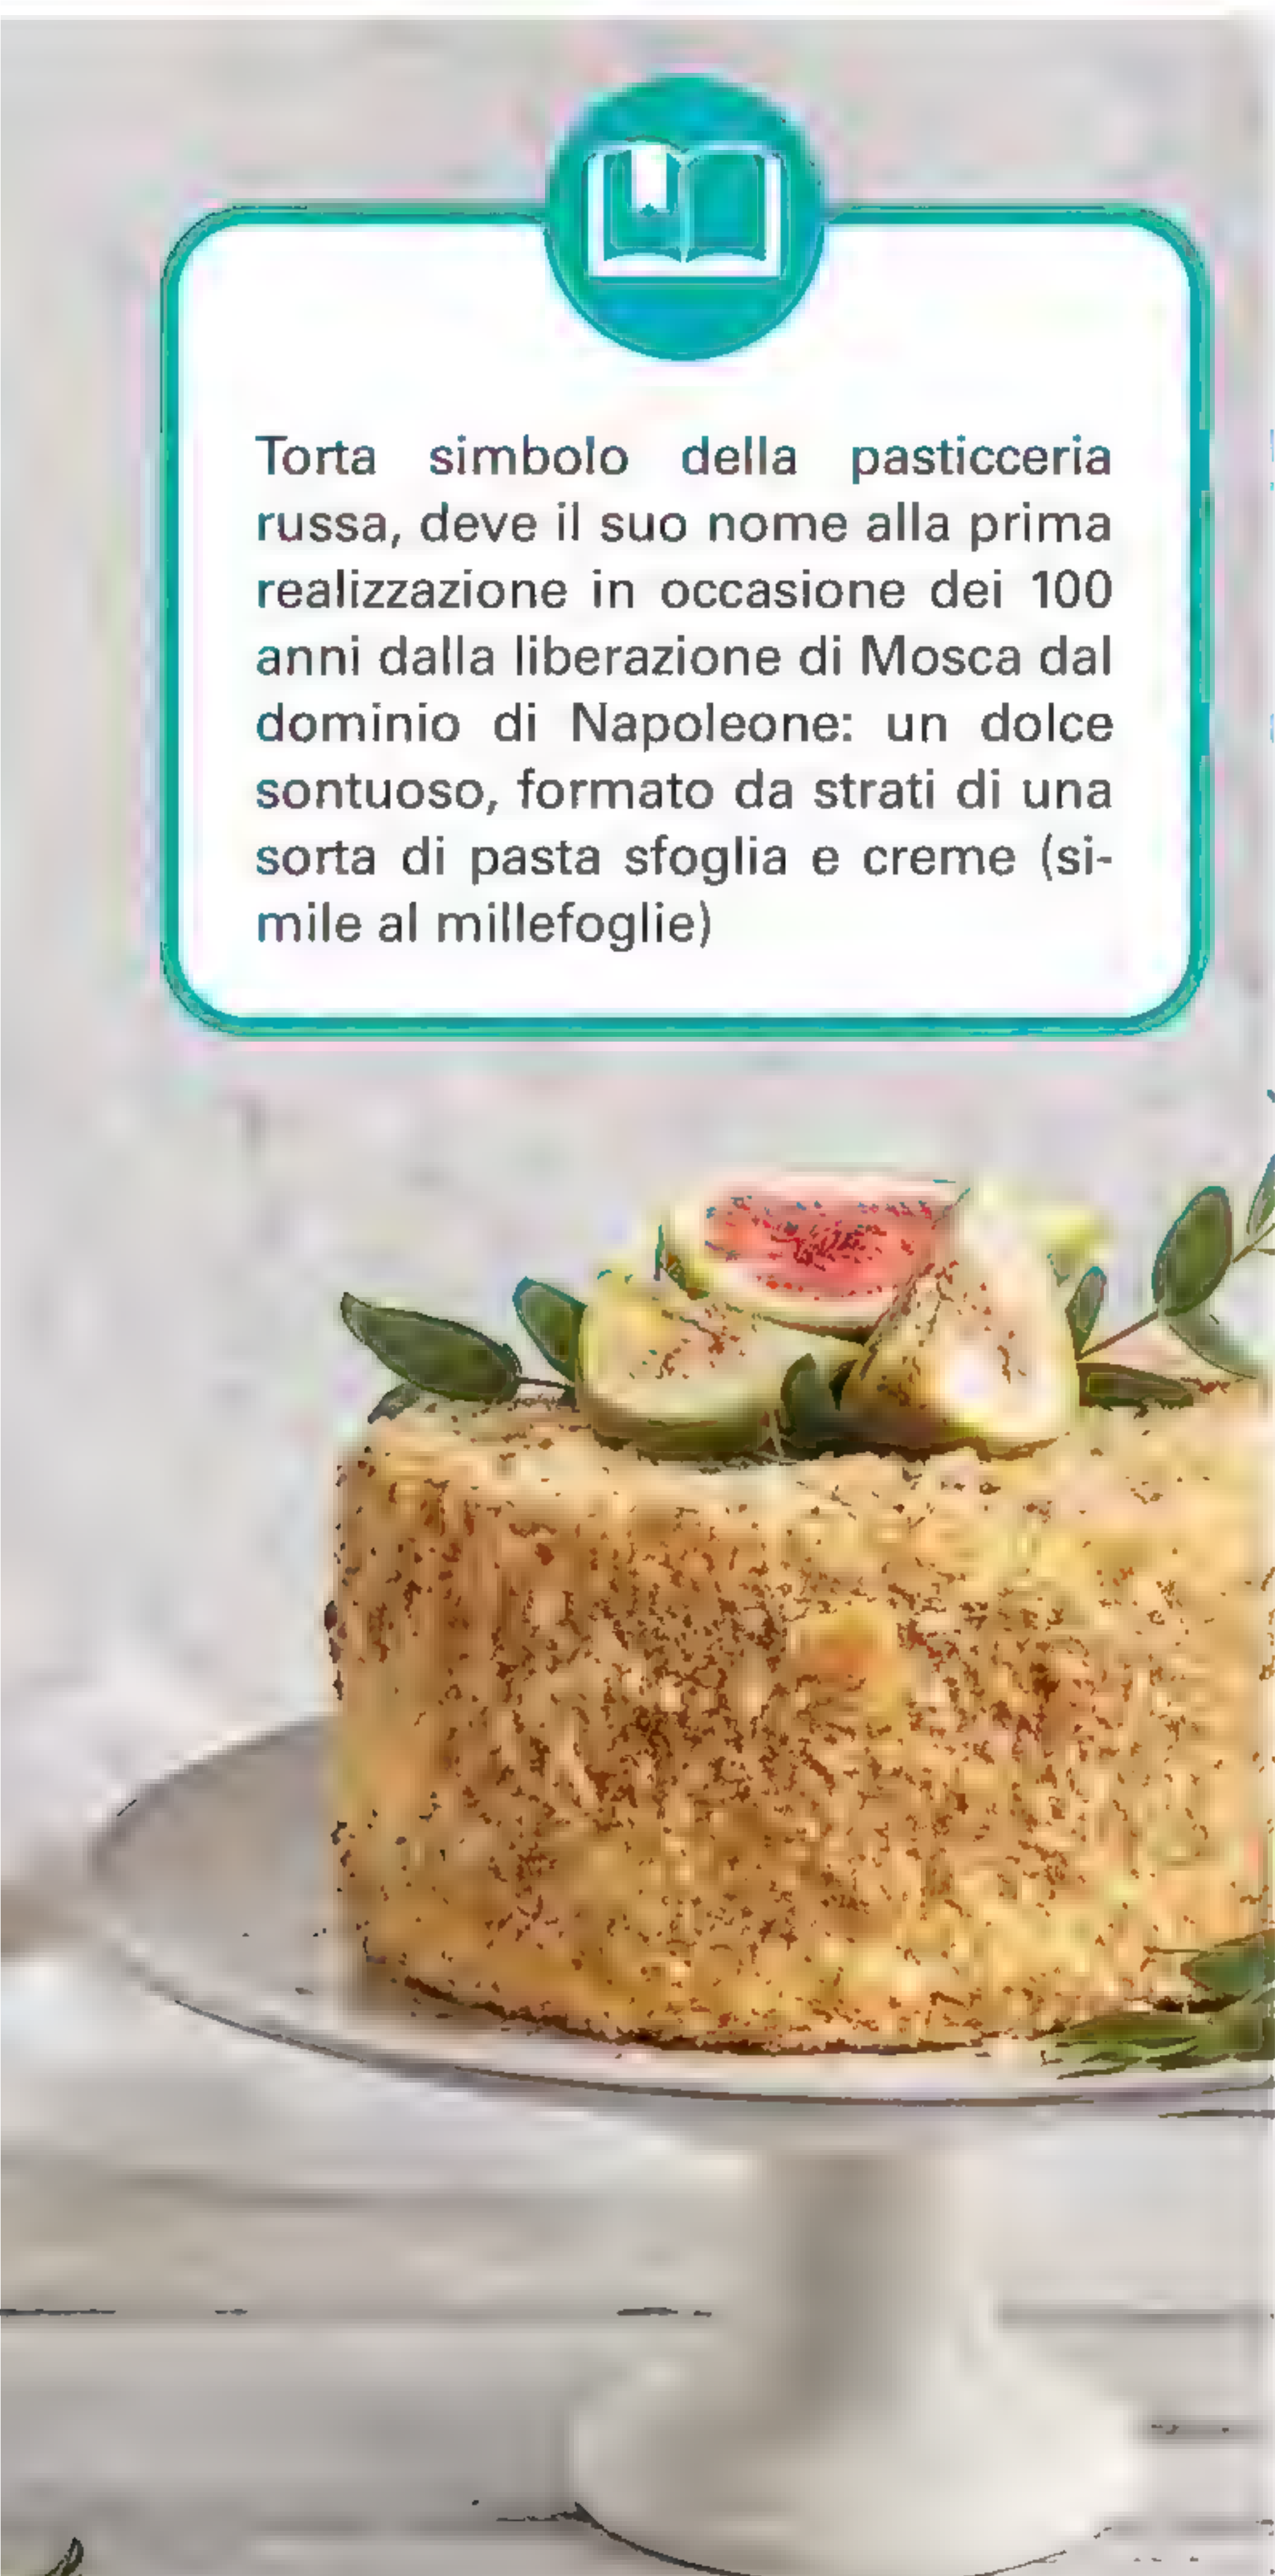 Torta simbolo della pasticceria
russa, deve il suo nome alla prima
realizzazione in occasione dei 100
anni dalla liberazione di Mosca dal
dominio di Napoleone: un dolce
sontuoso, formato da strati di una
sorta di pasta sfoglia e creme (si-
mile al millefoglie)